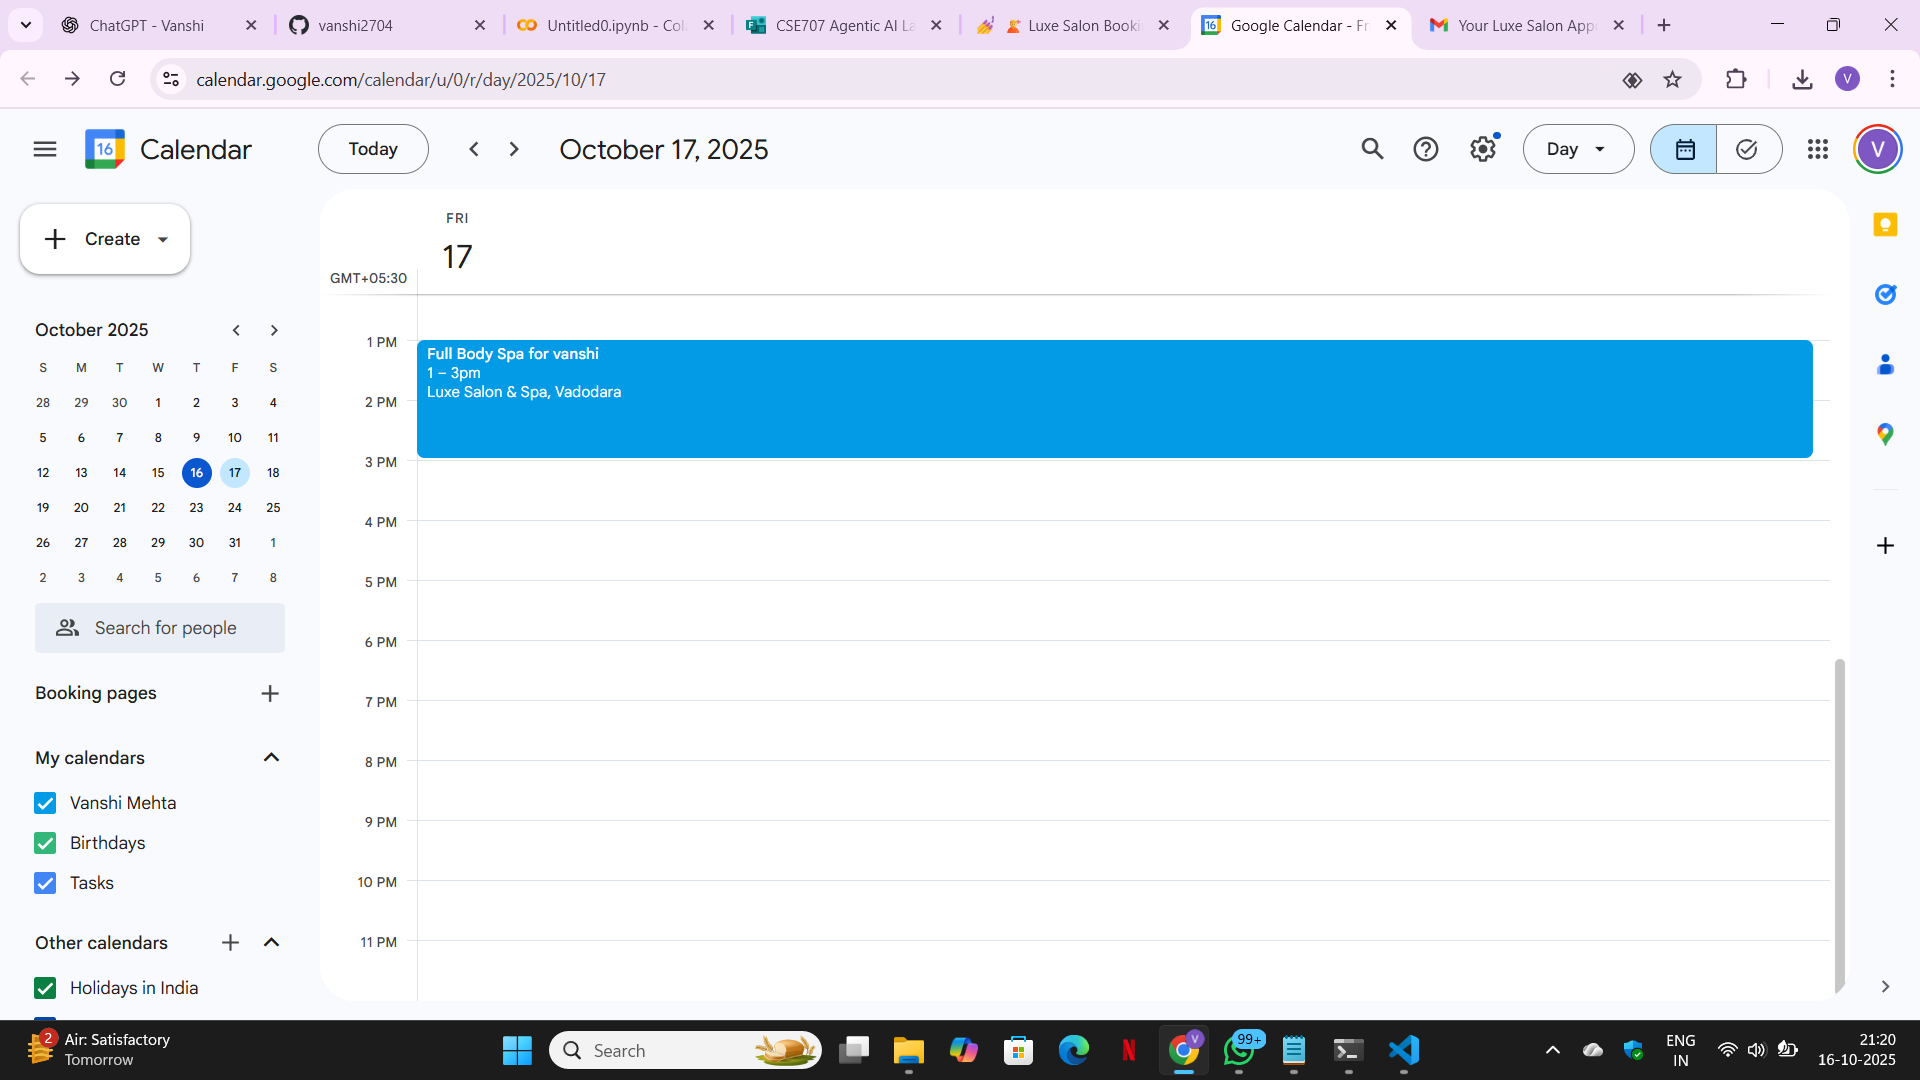 ChatGPT - Vanshi
vanshi2704
Untitled0.ipynb - Col
CSE707 Agentic AI La
Luxe Salon Booki
Google Calendar - Fr
Your Luxe Salon App
calendar.google.com/calendar/u/0/r/day/2025/10/17
V
16
Calendar
Today
October 17, 2025
Day
V
Create
FRI
17
GMT+05:30
October 2025
S M T W T F S
28 29 30 1 2 3 4
5 6 7 8 9 10 11
12 13 14 15 16 17 18
19 20 21 22 23 24 25
26 27 28 29 30 31 1
2 3 4 5 6 7 8
Search for people
Booking pages
My calendars
Vanshi Mehta
Birthdays
Tasks
Other calendars
Holidays in India
1 PM
Full Body Spa for vanshi
1 – 3pm
Luxe Salon & Spa, Vadodara
2 PM
3 PM
4 PM
5 PM
6 PM
7 PM
8 PM
9 PM
10 PM
11 PM
2
Air: Satisfactory
Tomorrow
Search
V
99+
ENG
IN
21:20
16-10-2025